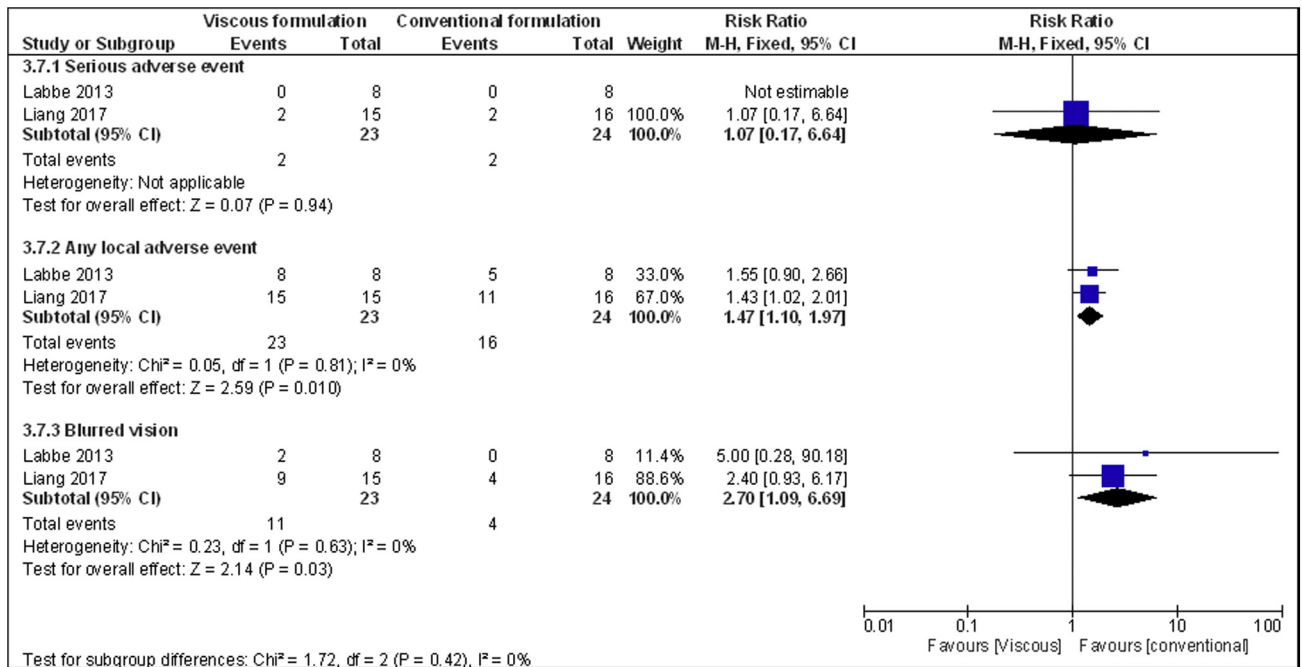 Viscous formulation Conventional formulation Risk Ratio Risk Ratio
Study or Subgroup Events Total Events Total Weight M-H, Fixed, 95% CI M-H, Fixed, 95% CI
3.7.1 Serious adverse event
Labbe 2013 0 8 0 8 Not estimable
Liang 2017 2 15 2 16 100.0% 1.07 [0.17, 6.64]
Subtotal (95% CI) 23 24 100.0% 1.07 [0.17, 6.64]
Total events 2 2
Heterogeneity: Not applicable
Test for overall effect: Z = 0.07 (P = 0.94)
3.7.2 Any local adverse event
Labbe 2013 8 8 5 8 33.0% 1.55 [0.90, 2.66]
Liang 2017 15 15 11 16 67.0% 1.43 [1.02, 2.01]
Subtotal (95% CI) 23 24 100.0% 1.47 [1.10, 1.97]
Total events 23 16
Heterogeneity: Chi² = 0.05, df = 1 (P = 0.81); I² = 0%
Test for overall effect: Z = 2.59 (P = 0.010)
3.7.3 Blurred vision
Labbe 2013 2 8 0 8 11.4% 5.00 [0.28, 90.18]
Liang 2017 9 15 4 16 88.6% 2.40 [0.93, 6.17]
Subtotal (95% CI) 23 24 100.0% 2.70 [1.09, 6.69]
Total events 11 4
Heterogeneity: Chi² = 0.23, df = 1 (P = 0.63); I² = 0%
Test for overall effect: Z = 2.14 (P = 0.03)
0.01 0.1 1 10 100
Favours [Viscous] Favours [conventional]
Test for subgroup differences: Chi² = 1.72, df = 2 (P = 0.42), I² = 0%